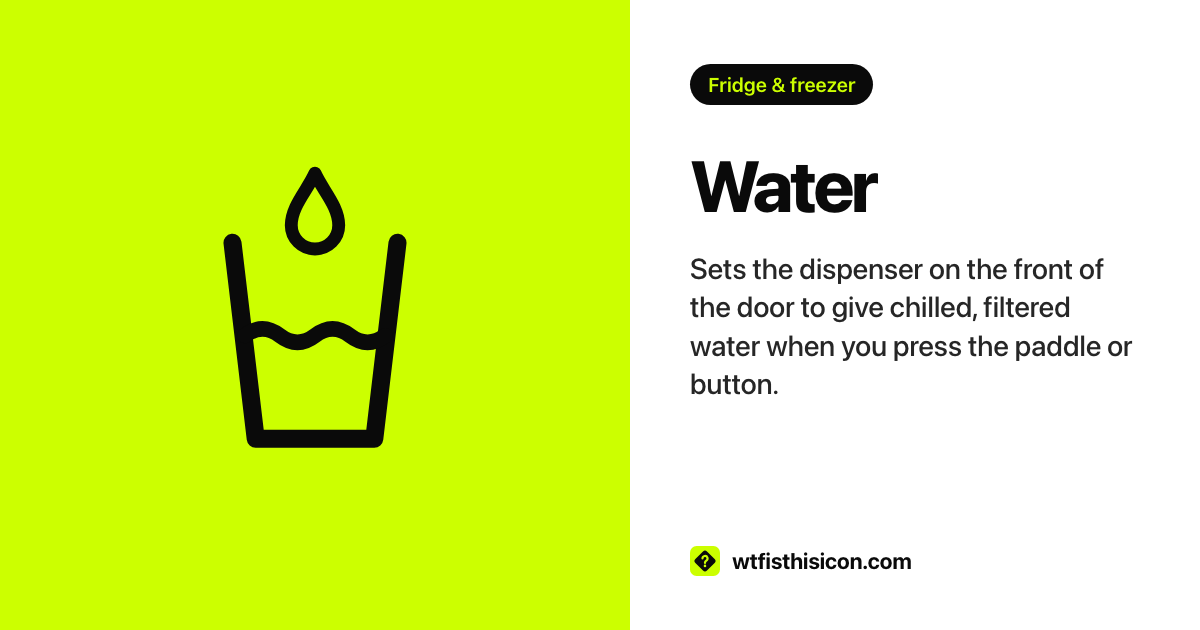 Fridge & freezer
Water
Sets the dispenser on the front of
the door to give chilled, filtered
water when you press the paddle or
button.
?
wtfisthisicon.com